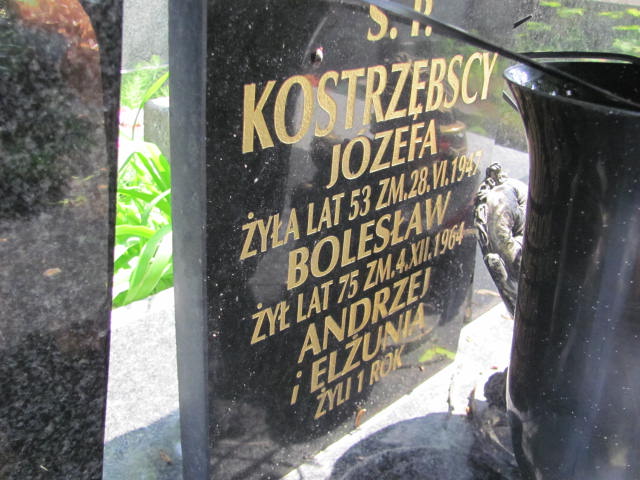 Ś. P.
KOSTRZĘBSCY
JÓZEFA
ŻYŁA LAT 53 ZM.28.VI.1947
BOLESŁAW
ŻYŁ LAT 75 ZM.4.XII.1964
ANDRZEJ
i ELŻUNIA
ŻYLI 1 ROK